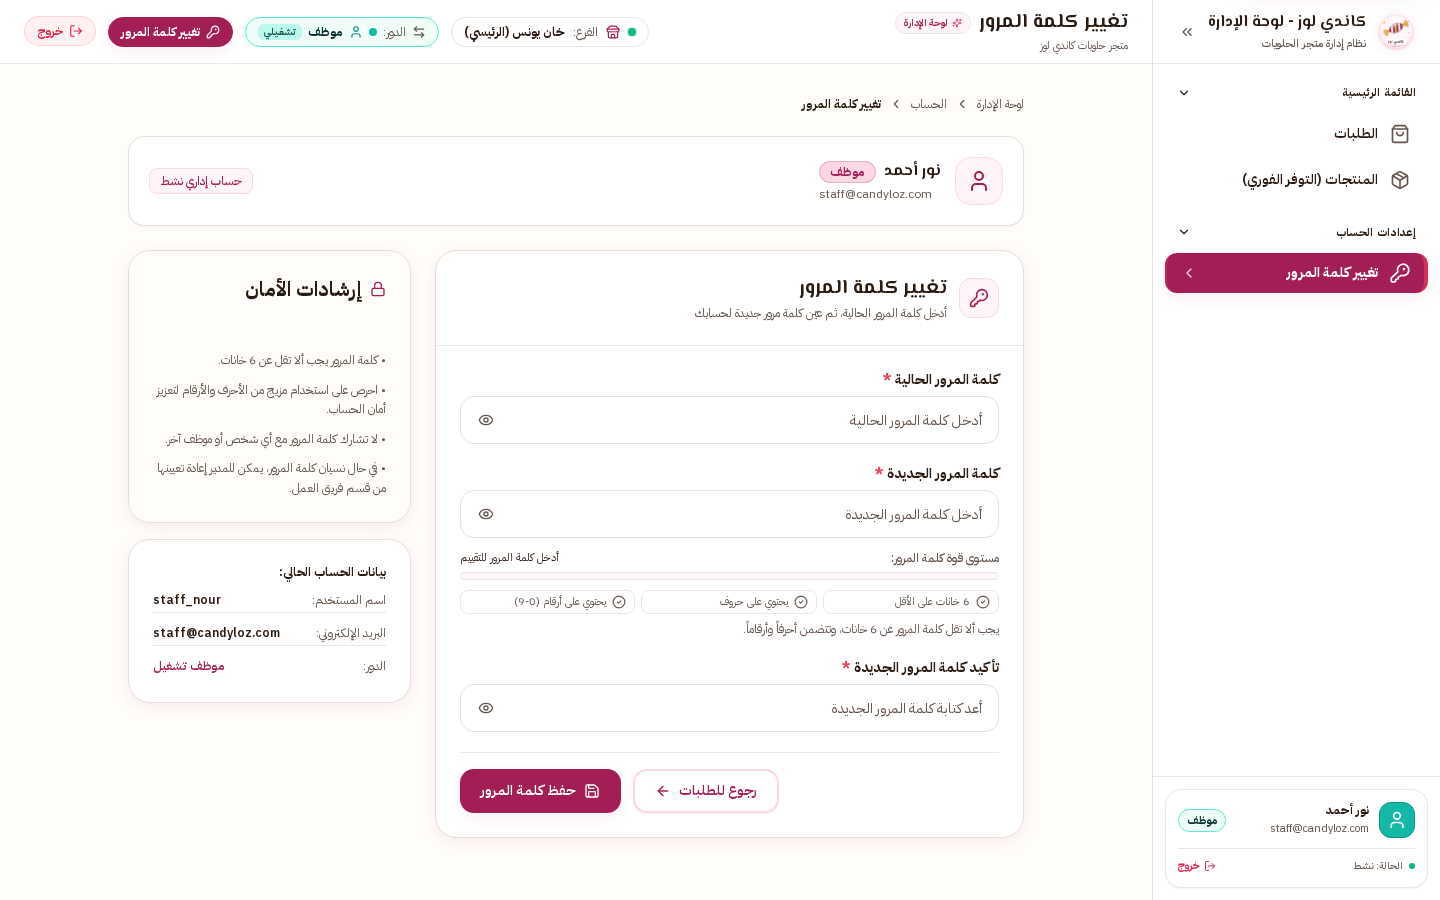 كاندي لوز - لوحة الإدارة
نظام إدارة متجر الحلويات
القائمة الرئيسية
الطلبات
المنتجات (التوفر الفوري)
إعدادات الحساب
تغيير كلمة المرور
نور أحمد
staff@candyloz.com
موظف
الحالة: نشط
خروج
تغيير كلمة المرور
لوحة الإدارة
متجر حلويات كاندي لوز
الفرع: خان يونس (الرئيسي)
الدور: موظف تشغيلي
تغيير كلمة المرور
خروج
لوحة الإدارة
الحساب
تغيير كلمة المرور
نور أحمد
موظف
staff@candyloz.com
حساب إداري نشط
تغيير كلمة المرور
أدخل كلمة المرور الحالية، ثم عيّن كلمة مرور جديدة لحسابك
كلمة المرور الحالية *
أدخل كلمة المرور الحالية
كلمة المرور الجديدة *
أدخل كلمة المرور الجديدة
مستوى قوة كلمة المرور:
أدخل كلمة المرور للتقييم
6 خانات على الأقل
يحتوي على حروف
يحتوي على أرقام (0-9)
يجب ألا تقل كلمة المرور عن 6 خانات، وتتضمن أحرفاً وأرقاماً.
تأكيد كلمة المرور الجديدة *
أعد كتابة كلمة المرور الجديدة
رجوع للطلبات
حفظ كلمة المرور
إرشادات الأمان
• كلمة المرور يجب ألا تقل عن 6 خانات.
• احرص على استخدام مزيج من الأحرف والأرقام لتعزيز
أمان الحساب.
• لا تشارك كلمة المرور مع أي شخص أو موظف آخر.
• في حال نسيان كلمة المرور، يمكن للمدير إعادة تعيينها
من قسم فريق العمل.
بيانات الحساب الحالي:
اسم المستخدم: staff_nour
البريد الإلكتروني: staff@candyloz.com
الدور: موظف تشغيل